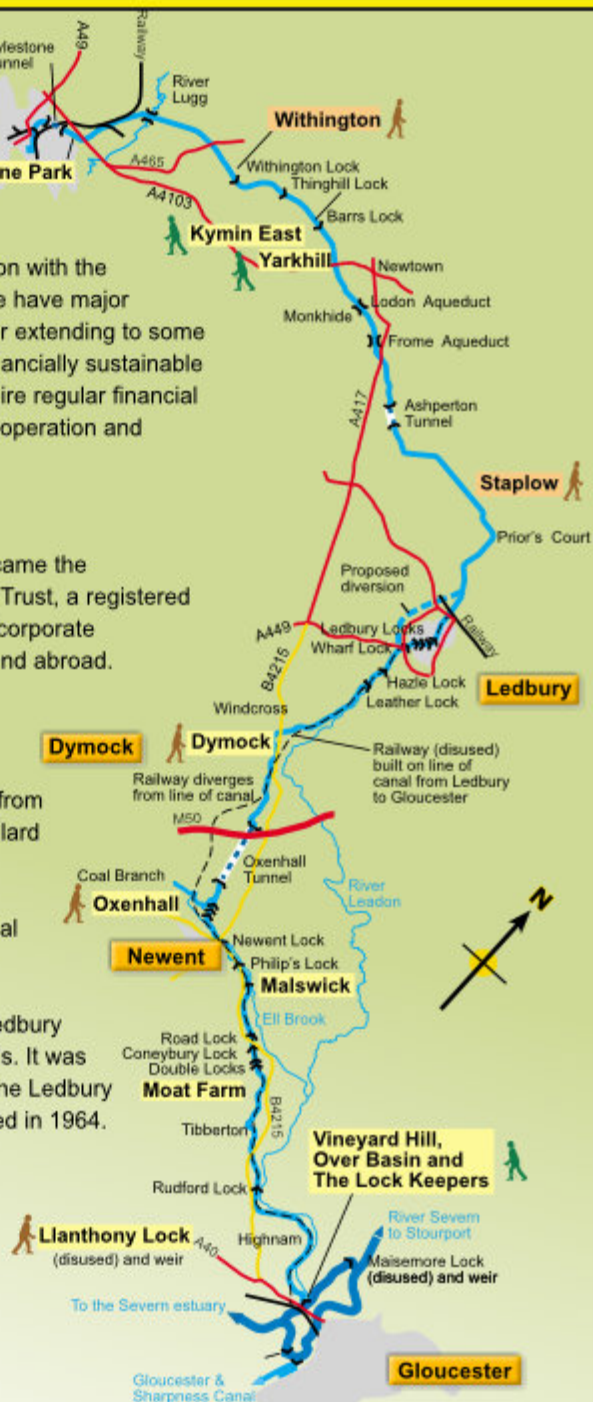 A49
Railway
River
Lugg
Withington
ne Park
A465
A4103
Withington Lock
Thinghill Lock
Barrs Lock
Kymin East
Yarkhill
on with the
e have major
r extending to some
ancially sustainable
ire regular financial
operation and
Newtown
Lodon Aqueduct
Monkhide
Frome Aqueduct
A417
Ashperton
Tunnel
Staplow
Prior's Court
came the
Trust, a registered
corporate
nd abroad.
Proposed
diversion
A449
Ledbury Locks
Wharf Lock
Railway
B4215
Hazle Lock
Leather Lock
Ledbury
Windcross
Dymock
Dymock
Railway (disused)
built on line of
canal from Ledbury
to Gloucester
Railway diverges
from line of canal
from
lard
M50
Oxenhall
Tunnel
Coal Branch
Oxenhall
River
Leadon
N
al
Newent
Newent Lock
Philip's Lock
Malswick
Ell Brook
edbury
s. It was
ne Ledbury
ed in 1964.
Road Lock
Coneybury Lock
Double Locks
Moat Farm
B4215
Tibberton
Vineyard Hill,
Over Basin and
The Lock Keepers
Rudford Lock
Llanthony Lock
(disused) and weir
A40
Highnam
River Severn
to Stourport
Maisemore Lock
(disused) and weir
To the Severn estuary
Gloucester
Gloucester &
Sharpness Canal